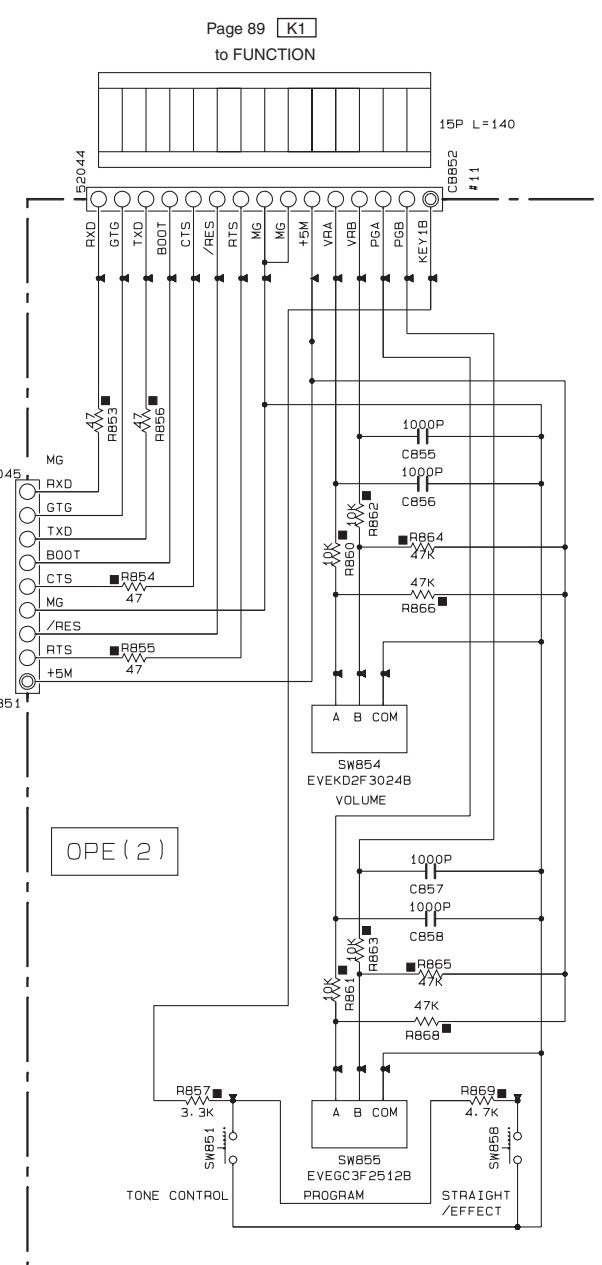 Page 89 K1
to FUNCTION
15P L=140
52044
CB852
#11
RXD
GTG
TXD
BOOT
CTS
/RES
RTS
MG
MG
+5M
VRA
VRB
PGA
PGB
KEY1B
47
R853
47
R856
MG
045
RXD
GTG
TXD
BOOT
CTS
MG
/RES
RTS
+5M
851
R854
47
R855
47
1000P
C855
1000P
C856
10K
R862
10K
R860
R864
47K
47K
R866
A B COM
SW854
EVEKD2F3024B
VOLUME
OPE(2)
1000P
C857
1000P
C858
10K
R863
10K
R861
R865
47K
47K
R868
R857
3.3K
SW851
TONE CONTROL
A B COM
SW855
EVEGC3F2512B
PROGRAM
R869
4.7K
SW858
STRAIGHT
/EFFECT